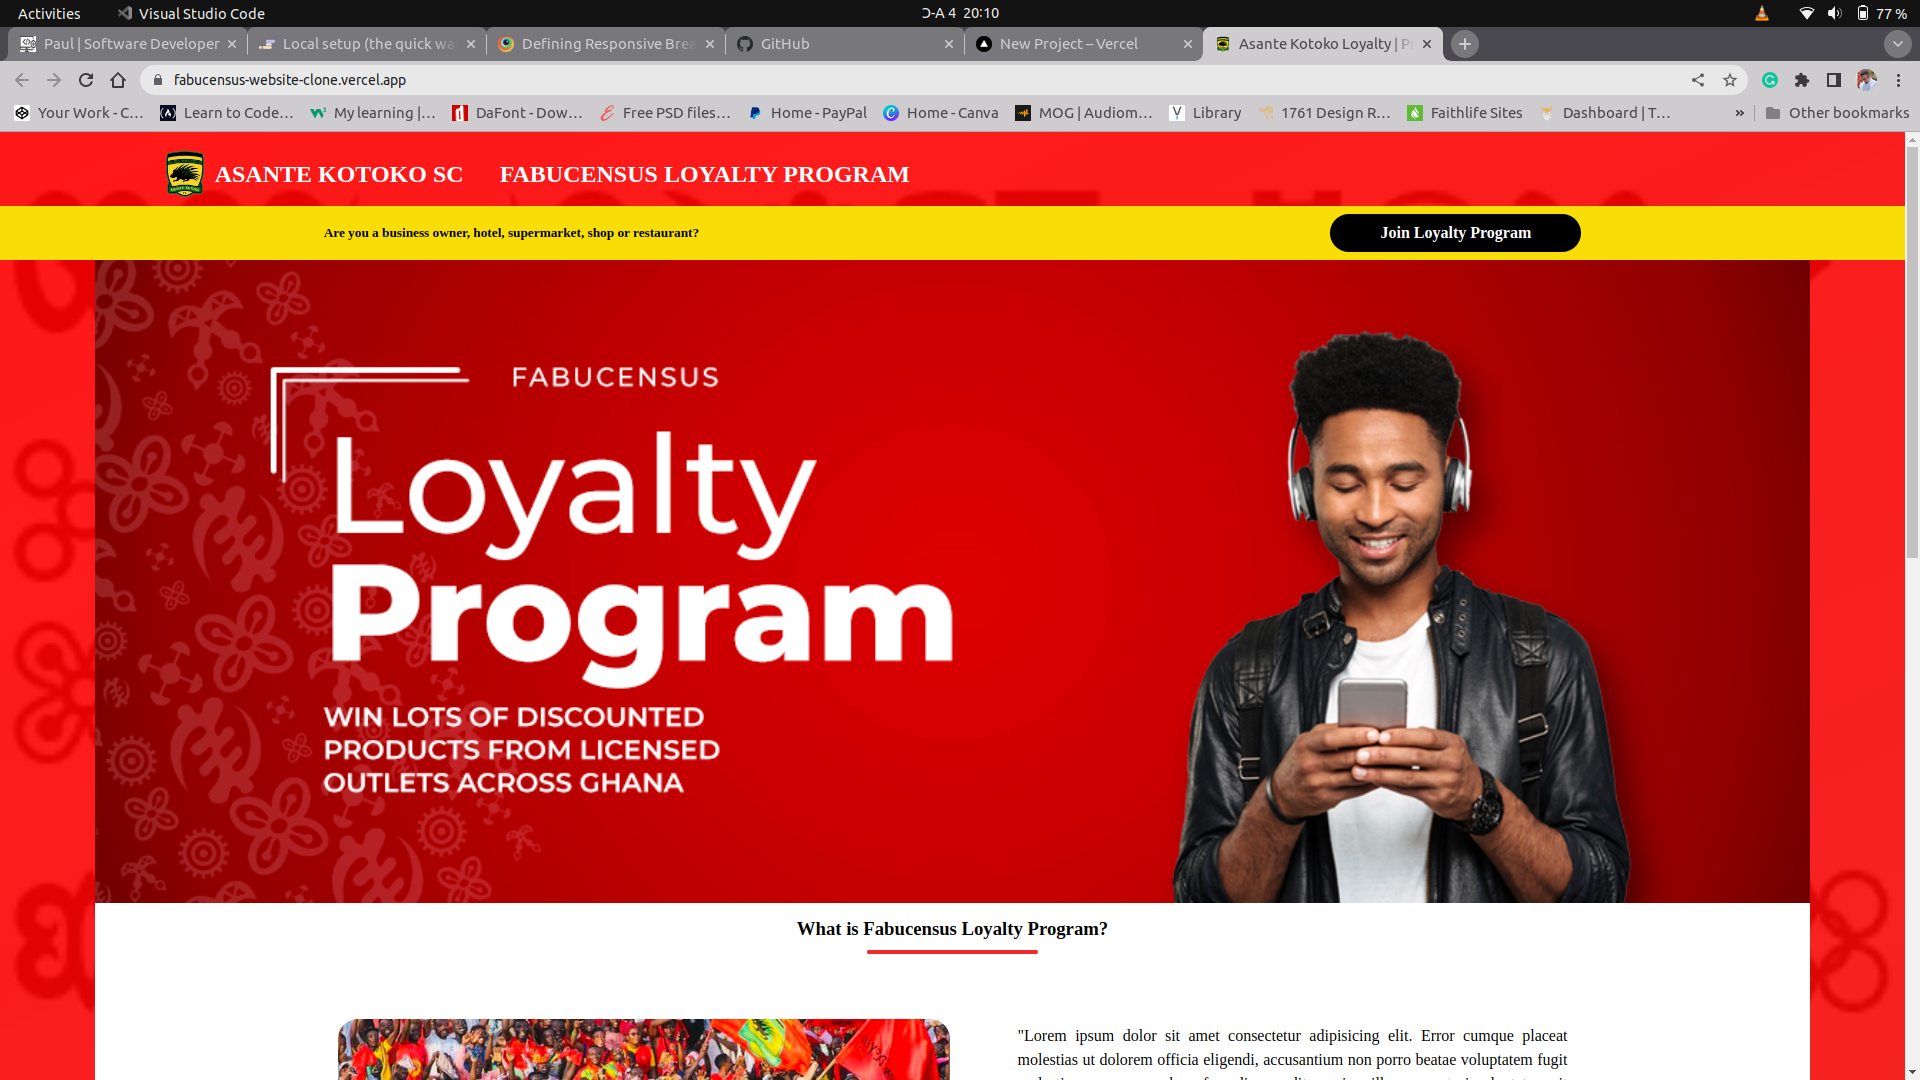 Activities
Visual Studio Code
Ɔ-A 4 20:10
77 %
Paul | Software Developer
Local setup (the quick wa
Defining Responsive Brea
GitHub
New Project – Vercel
Asante Kotoko Loyalty | P
fabucensus-website-clone.vercel.app
Your Work - C...
Learn to Code...
My learning |...
DaFont - Dow...
Free PSD files...
Home - PayPal
Home - Canva
MOG | Audiom...
Library
1761 Design R...
Faithlife Sites
Dashboard | T...
»
Other bookmarks
ASANTE KOTOKO SC
FABUCENSUS LOYALTY PROGRAM
Are you a business owner, hotel, supermarket, shop or restaurant?
Join Loyalty Program
FABUCENSUS
Loyalty
Program
WIN LOTS OF DISCOUNTED
PRODUCTS FROM LICENSED
OUTLETS ACROSS GHANA
What is Fabucensus Loyalty Program?
"Lorem ipsum dolor sit amet consectetur adipisicing elit. Error cumque placeat
molestias ut dolorem officia eligendi, accusantium non porro beatae voluptatem fugit